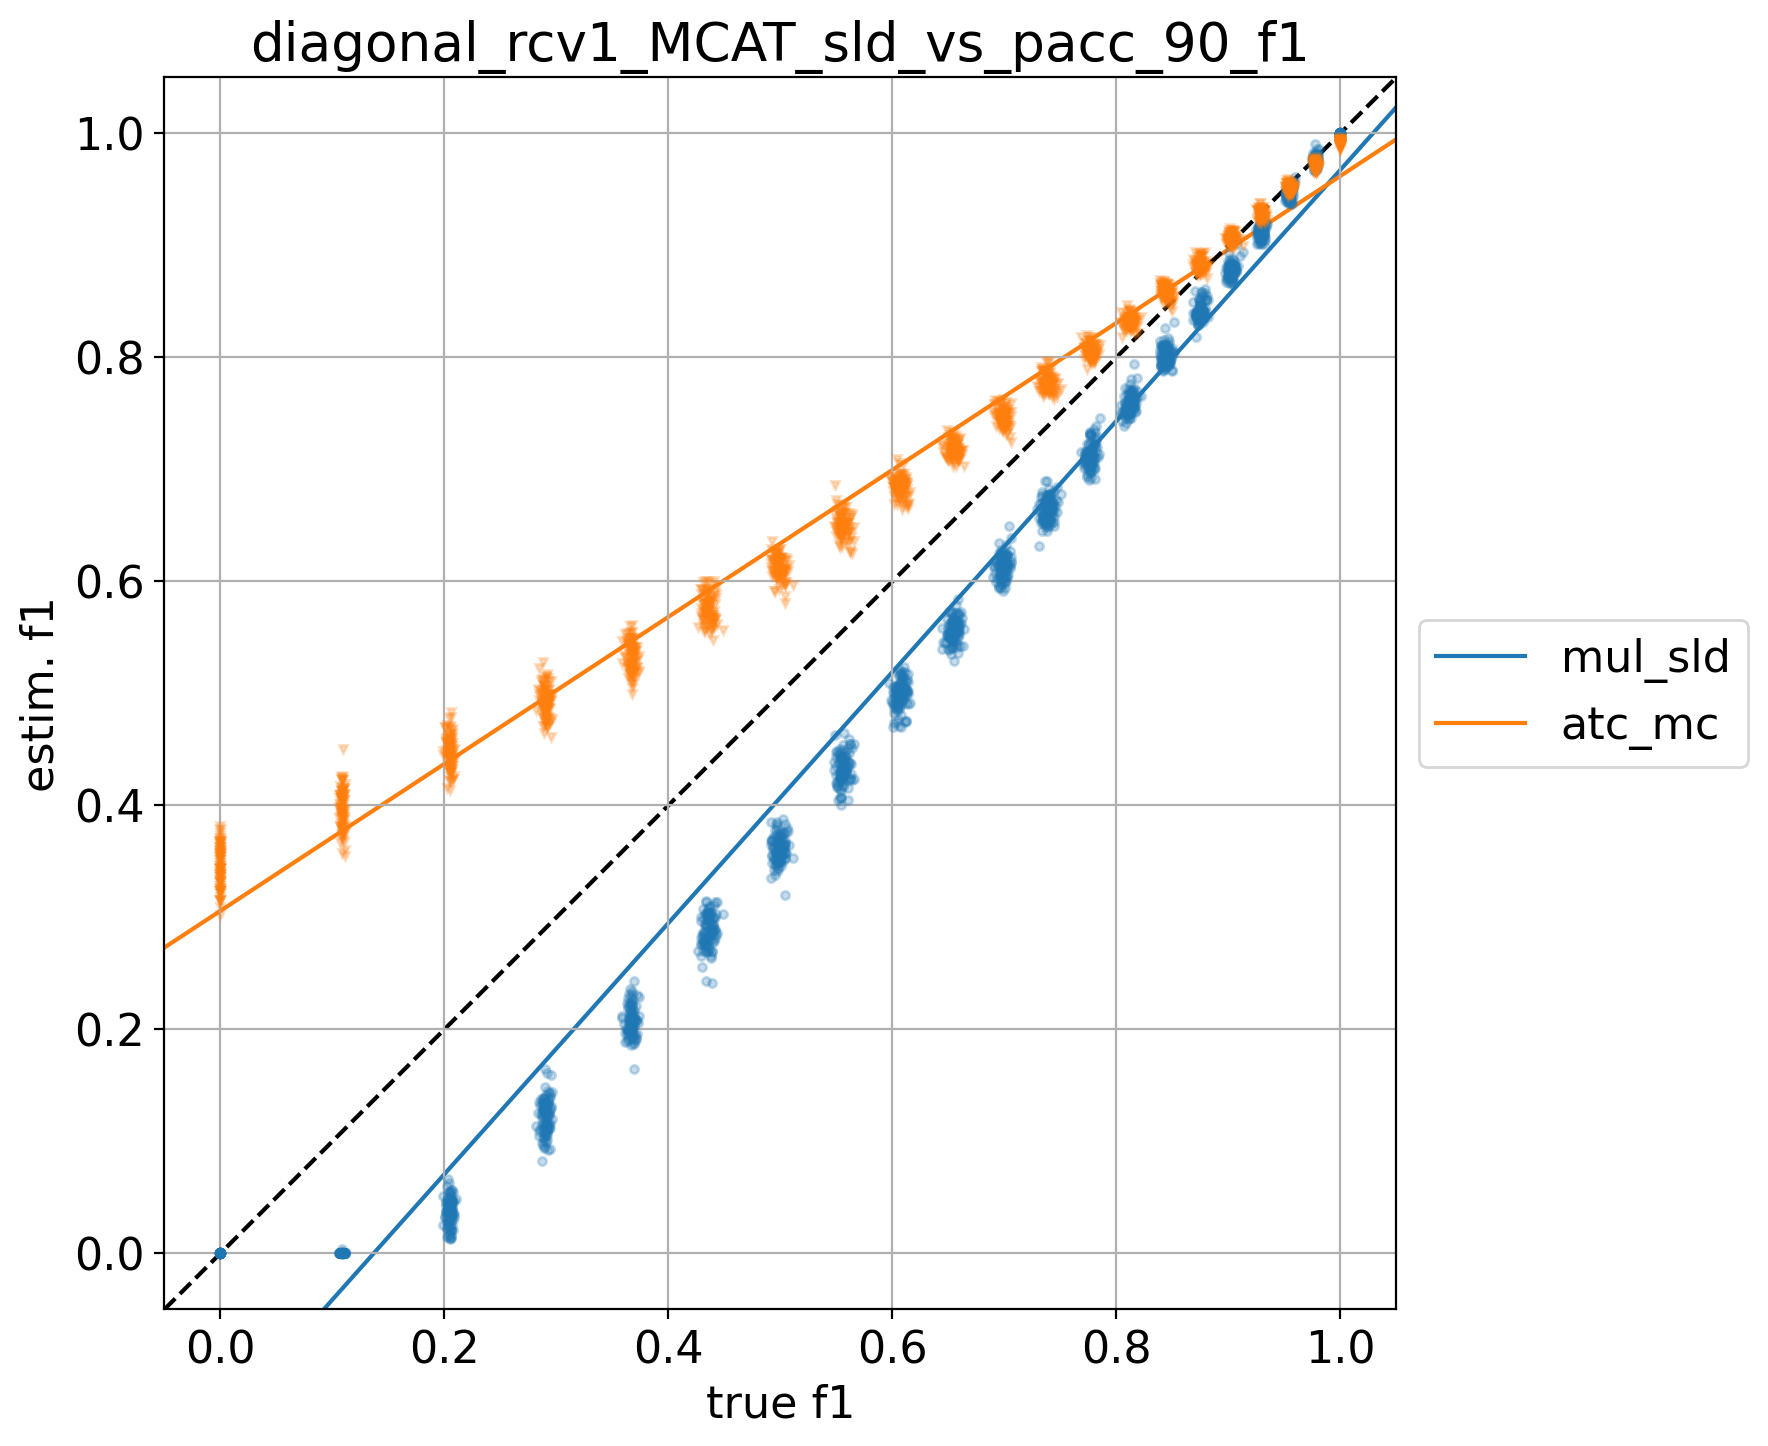 diagonal_rcv1_MCAT_sld_vs_pacc_90_f1
1.0
0.8
0.6
0.4
0.2
0.0
estim. f1
0.0 0.2 0.4 0.6 0.8 1.0
true f1
mul_sld
atc_mc